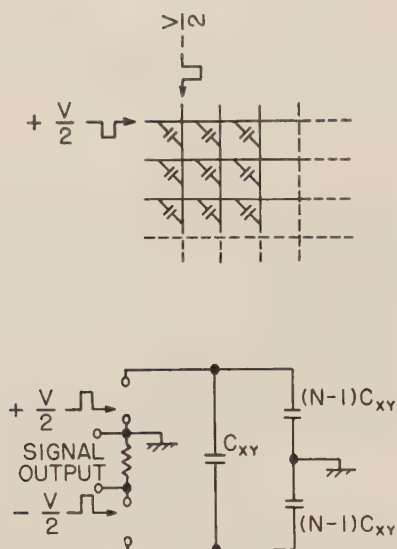 V/2
+ V/2
+ V/2
SIGNAL
OUTPUT
− V/2
C_XY
(N-1)C_XY
(N-1)C_XY